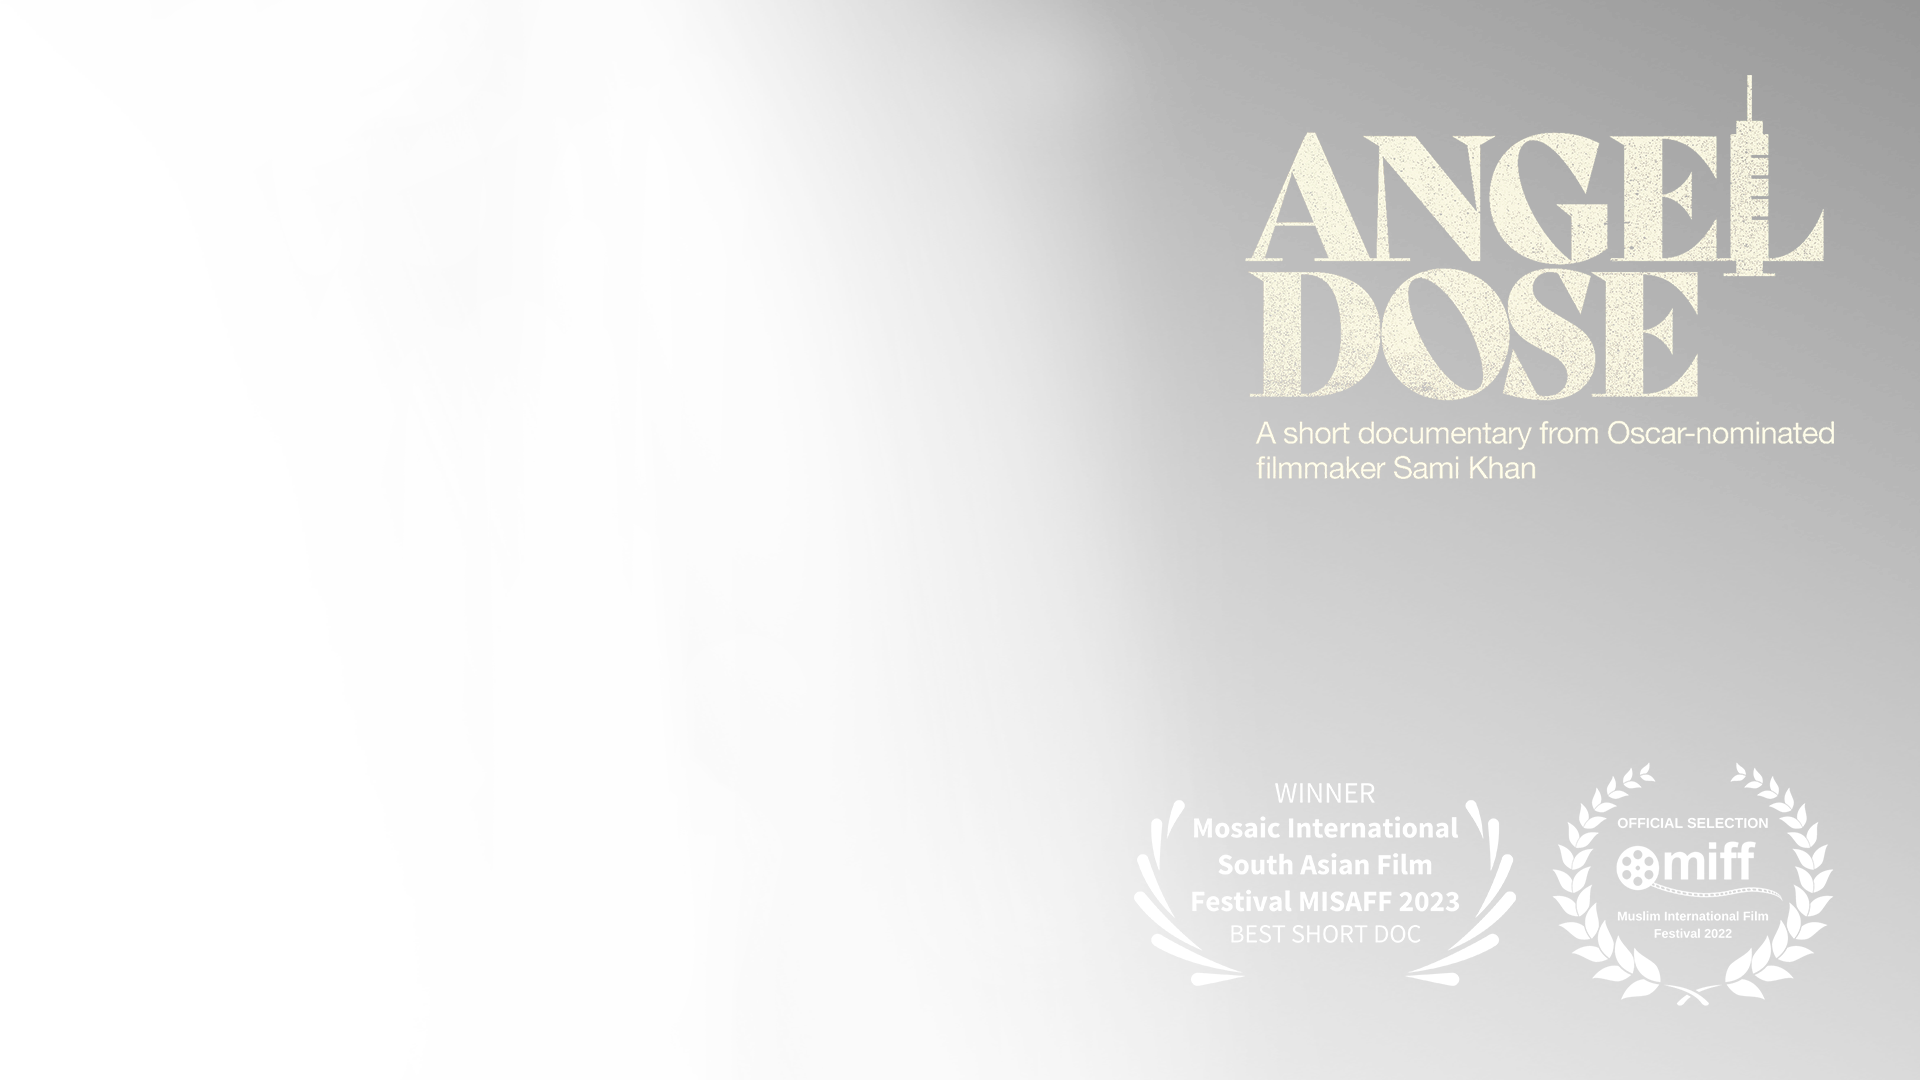 ANGEL
DOSE
A short documentary from Oscar-nominated
filmmaker Sami Khan
WINNER
Mosaic International
South Asian Film
Festival MISAFF 2023
BEST SHORT DOC
OFFICIAL SELECTION
miff
Muslim International Film
Festival 2022